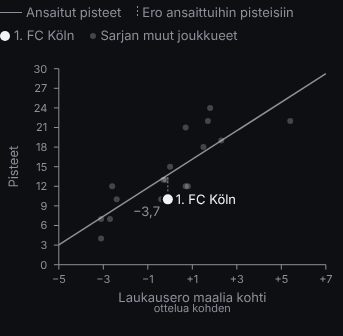 Ansaitut pisteet Ero ansaittuihin pisteisiin
1. FC Köln Sarjan muut joukkueet
30
27
24
21
18
15
12
9
6
3
0
Pisteet
1. FC Köln
−3,7
−5 −3 −1 +1 +3 +5 +7
Laukausero maalia kohti
ottelua kohden